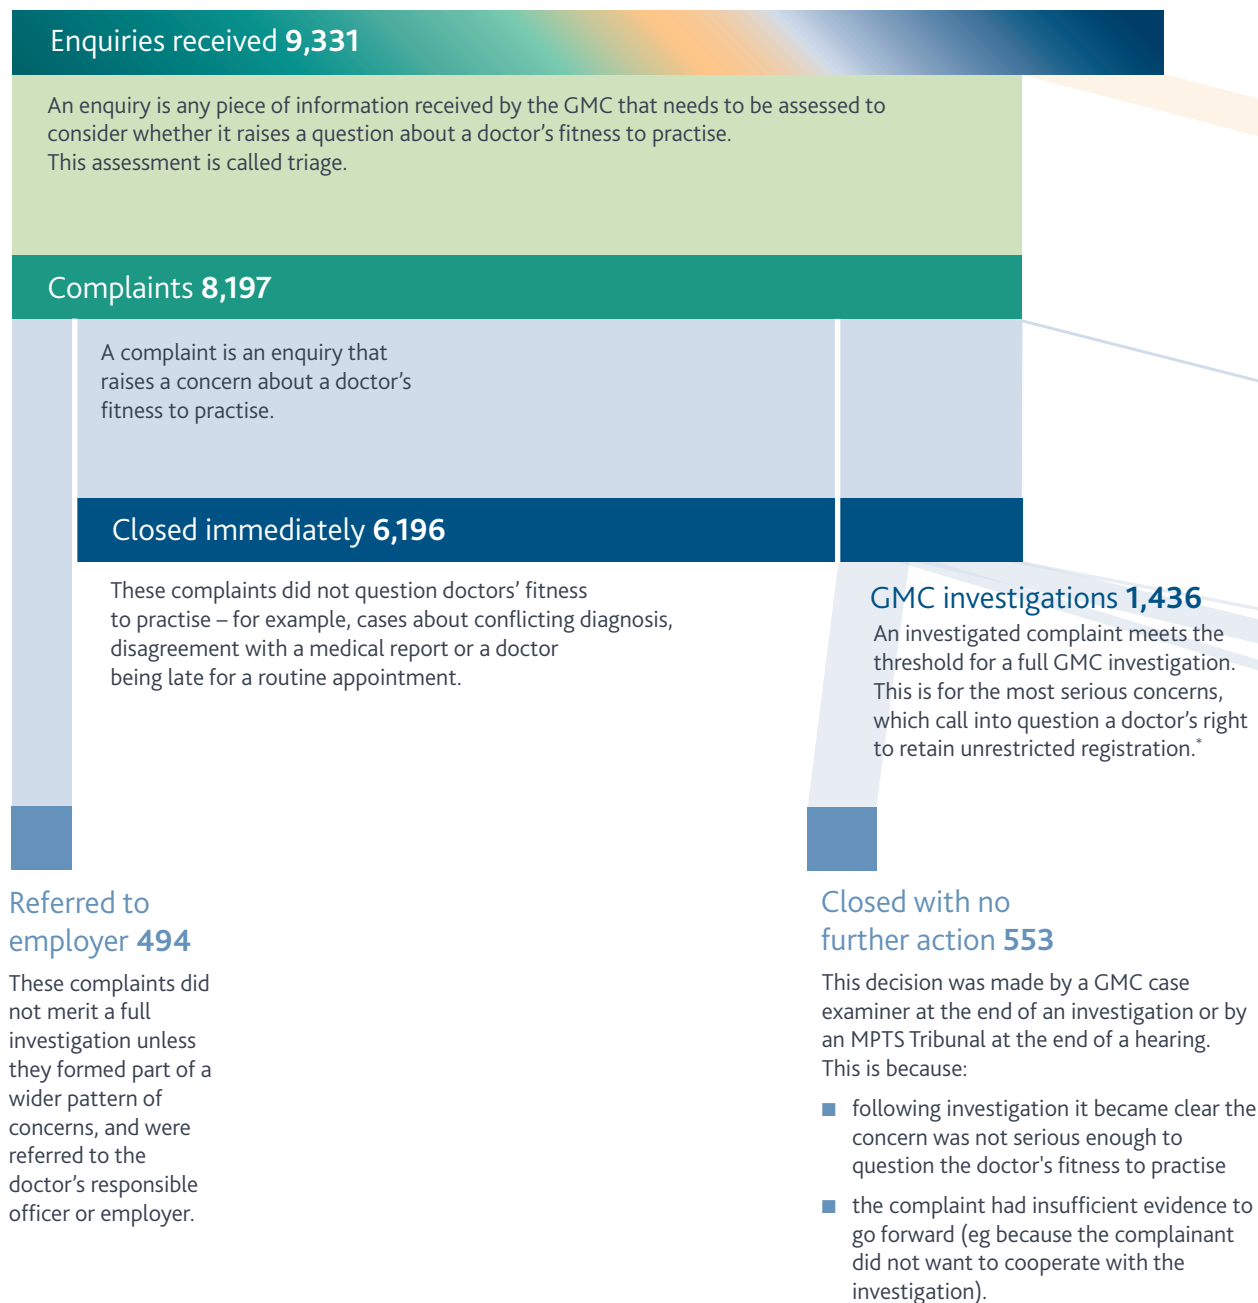 Enquiries received 9,331
An enquiry is any piece of information received by the GMC that needs to be assessed to
consider whether it raises a question about a doctor’s fitness to practise.
This assessment is called triage.
Complaints 8,197
A complaint is an enquiry that
raises a concern about a doctor’s
fitness to practise.
Closed immediately 6,196
These complaints did not question doctors’ fitness
to practise – for example, cases about conflicting diagnosis,
disagreement with a medical report or a doctor
being late for a routine appointment.
GMC investigations 1,436
An investigated complaint meets the
threshold for a full GMC investigation.
This is for the most serious concerns,
which call into question a doctor’s right
to retain unrestricted registration.*
Referred to
employer 494
These complaints did
not merit a full
investigation unless
they formed part of a
wider pattern of
concerns, and were
referred to the
doctor’s responsible
officer or employer.
Closed with no
further action 553
This decision was made by a GMC case
examiner at the end of an investigation or by
an MPTS Tribunal at the end of a hearing.
This is because:
■ following investigation it became clear the
concern was not serious enough to
question the doctor's fitness to practise
■ the complaint had insufficient evidence to
go forward (eg because the complainant
did not want to cooperate with the
investigation).